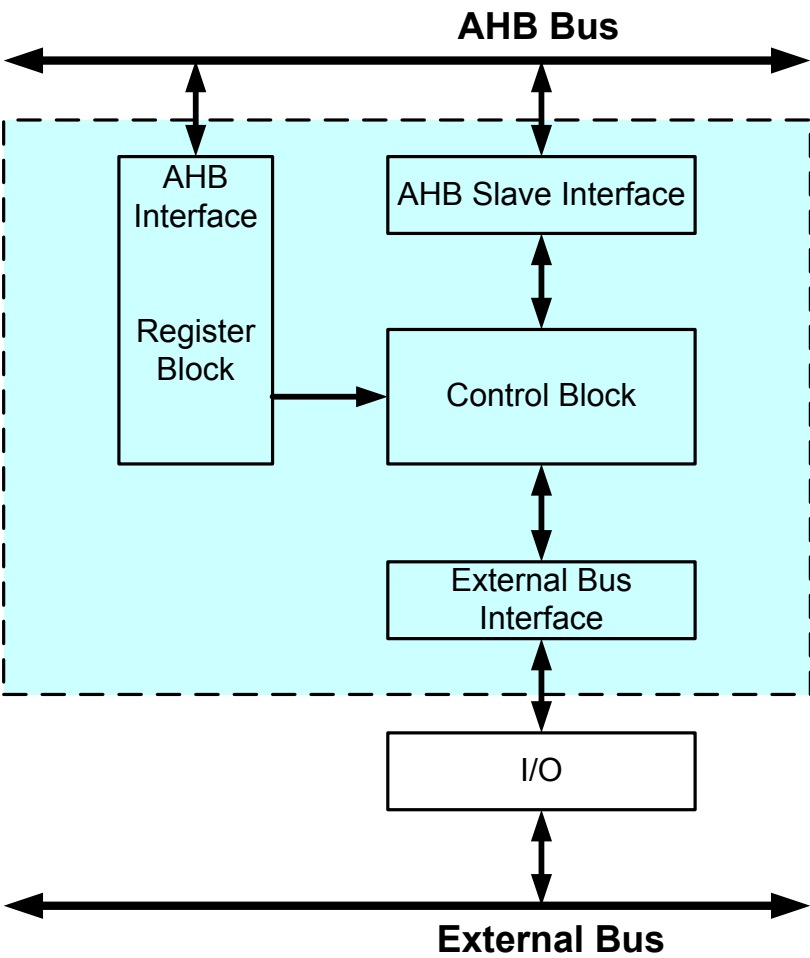 AHB Bus
AHB
Interface
Register
Block
AHB Slave Interface
Control Block
External Bus
Interface
I/O
External Bus